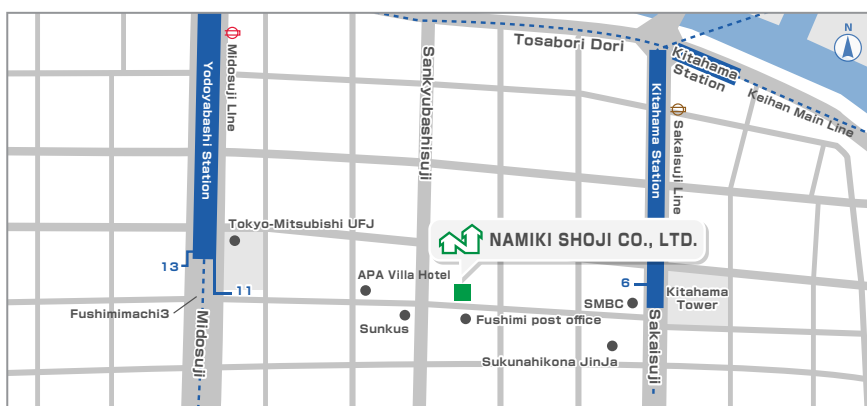 N
Tosabori Dori
Midosuji Line
Sankyubashisuji
Kitahama
Station
Keihan Main Line
Yodoyabashi Station
Kitahama Station
Sakaisuji Line
Tokyo-Mitsubishi UFJ
NAMIKI SHOJI CO., LTD.
13
11
APA Villa Hotel
6
Kitahama
Tower
SMBC
Fushimimachi3
Sunkus
Fushimi post office
Midosuji
Sukunahikona JinJa
Sakaisuji